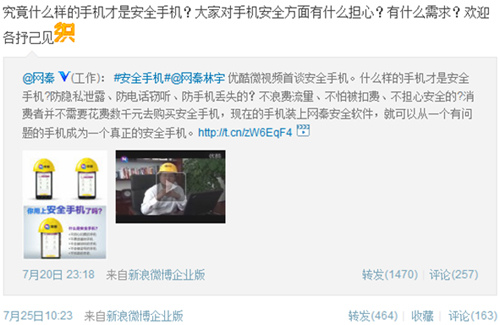 究竟什么样的手机才是安全手机？大家对手机安全方面有什么担心？有什么需求？欢迎
各抒己见
@网秦 (工作): #安全手机#@网秦林宇 优酷微视频首谈安全手机。什么样的手机才是安全
手机?防隐私泄露、防电话窃听、防手机丢失的？不浪费流量、不怕被扣费、不担心安全的?消
费者并不需要花费数千元去购买安全手机，现在的手机装上网秦安全软件，就可以从一个有问
题的手机成为一个真正的安全手机。http://t.cn/zW6EqF4
你用上安全手机了吗？
7月20日 23:18 来自新浪微博企业版 转发(1470) | 评论(257)
7月25日10:23 来自新浪微博企业版 转发(464) | 收藏 | 评论(163)